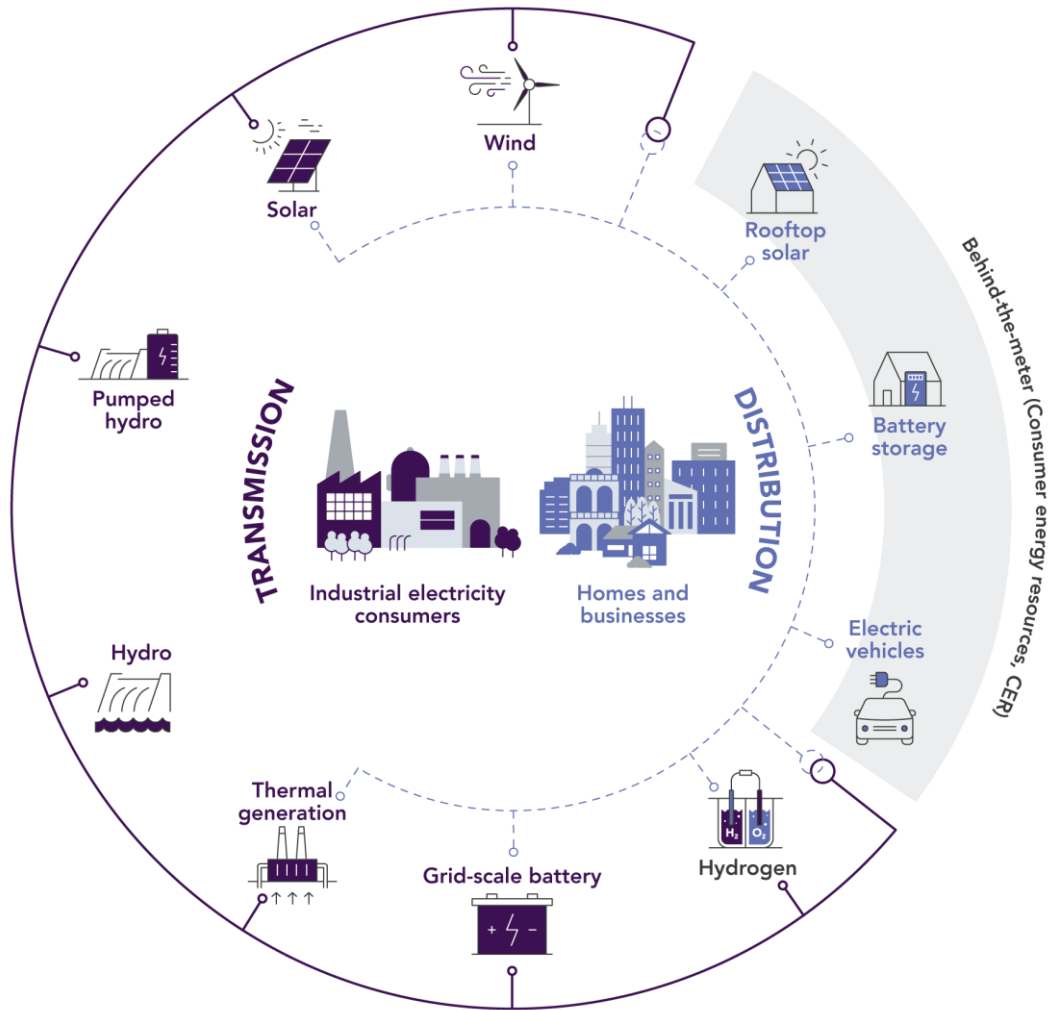 Wind
Solar
Rooftop
solar
Pumped
hydro
Battery
storage
Behind-the-meter (Consumer energy resources, CER)
TRANSMISSION
DISTRIBUTION
Industrial electricity
consumers
Homes and
businesses
Hydro
Electric
vehicles
Thermal
generation
Grid-scale battery
+ -
H₂ O₂
Hydrogen